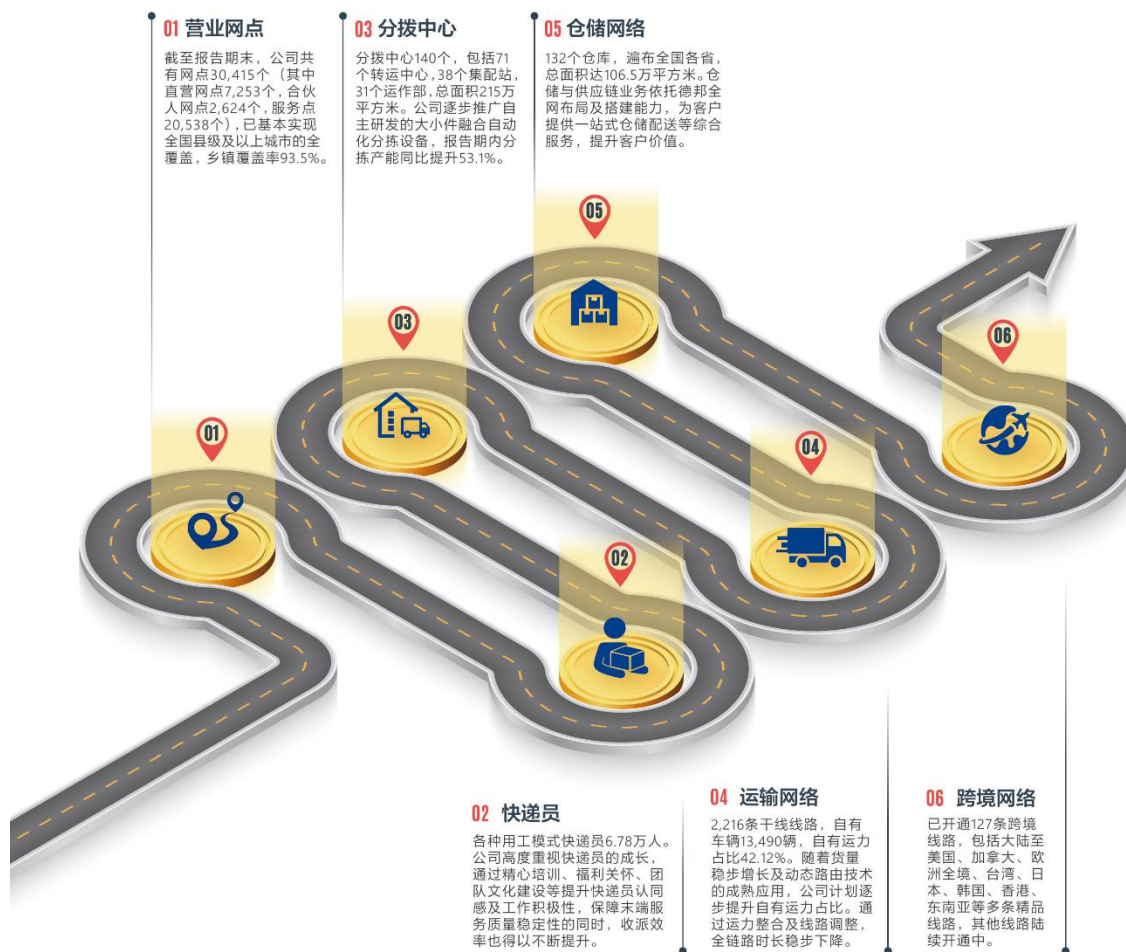 01 营业网点
截至报告期末，公司共
有网点30,415个（其中
直营网点7,253个，合伙
人网点2,624个，服务点
20,538个），已基本实现
全国县级及以上城市的全
覆盖，乡镇覆盖率93.5%。
03 分拨中心
分拨中心140个，包括71
个转运中心，38个集配站，
31个运作部，总面积215万
平方米。公司逐步推广自
主研发的大小件融合自动
化分拣设备，报告期内分
拣产能同比提升53.1%。
05 仓储网络
132个仓库，遍布全国各省，
总面积达106.5万平方米。仓
储与供应链业务依托德邦全
网布局及搭建能力，为客户
提供一站式仓储配送等综合
服务，提升客户价值。
05
03
06
01
04
02
02 快递员
各种用工模式快递员6.78万人。
公司高度重视快递员的成长，
通过精心培训、福利关怀、团
队文化建设等提升快递员认同
感及工作积极性，保障末端服
务质量稳定性的同时，收派效
率也得以不断提升。
04 运输网络
2,216条干线线路，自有
车辆13,490辆，自有运力
占比42.12%。随着货量
稳步增长及动态路由技术
的成熟应用，公司计划逐
步提升自有运力占比。通
过运力整合及线路调整，
全链路时长稳步下降。
06 跨境网络
已开通127条跨境
线路，包括大陆至
美国、加拿大、欧
洲全境、台湾、日
本、韩国、香港、
东南亚等多条精品
线路，其他线路陆
续开通中。